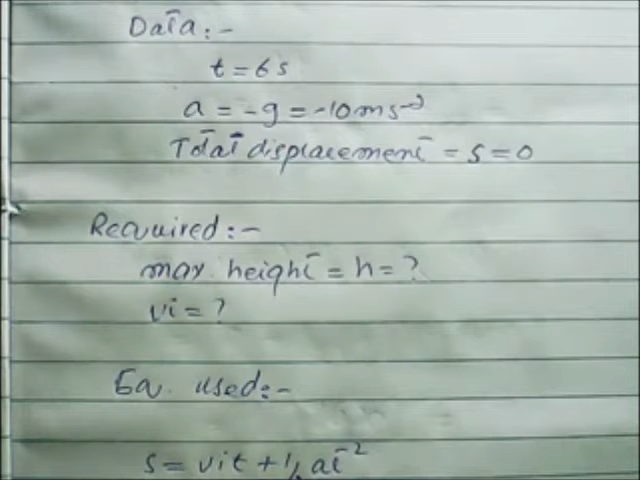 Data:-
t = 6s
a = -g = -10ms⁻²
Total displacement = s = 0
Required:-
max. height = h = ?
vi = ?
Eq. used:-
s = vit + 1/2 at²